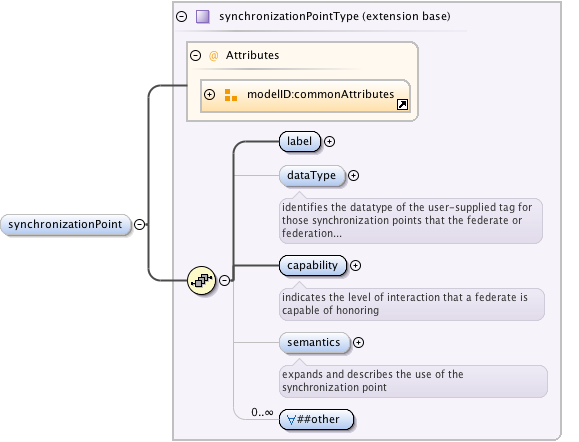 synchronizationPointType (extension base)
@ Attributes
modelID:commonAttributes
label
dataType
identifies the datatype of the user-supplied tag for
those synchronization points that the federate or
federation...
synchronizationPoint
capability
indicates the level of interaction that a federate is
capable of honoring
semantics
expands and describes the use of the
synchronization point
0..∞
∀##other